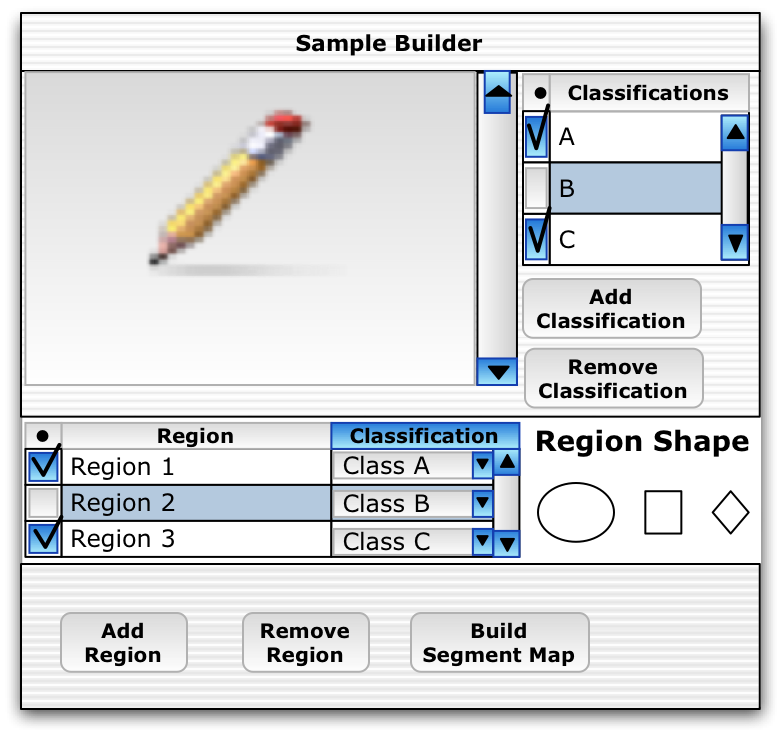 Sample Builder
Classifications
A
B
C
Add
Classification
Remove
Classification
Region Classification
Region 1 Class A
Region 2 Class B
Region 3 Class C
Region Shape
Add
Region
Remove
Region
Build
Segment Map